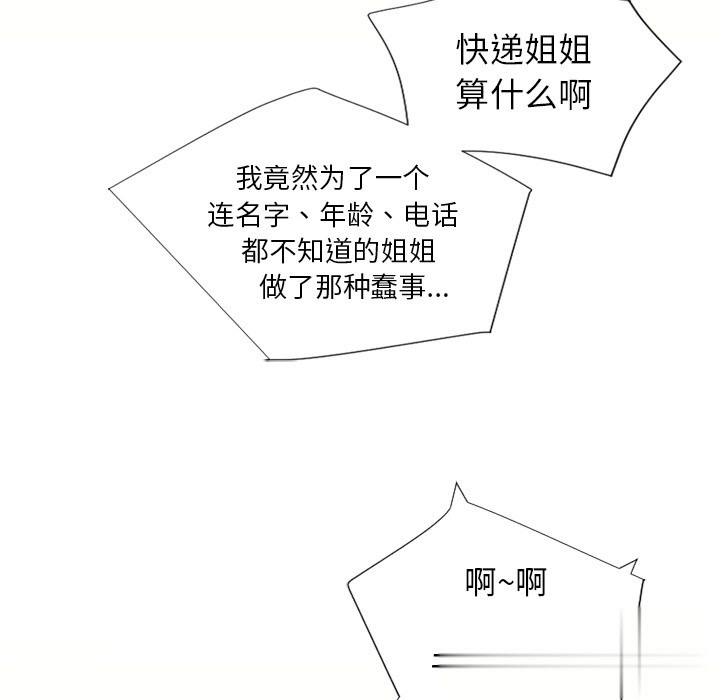 快递姐姐
算什么啊
我竟然为了一个
连名字、年龄、电话
都不知道的姐姐
做了那种蠢事...
啊~啊